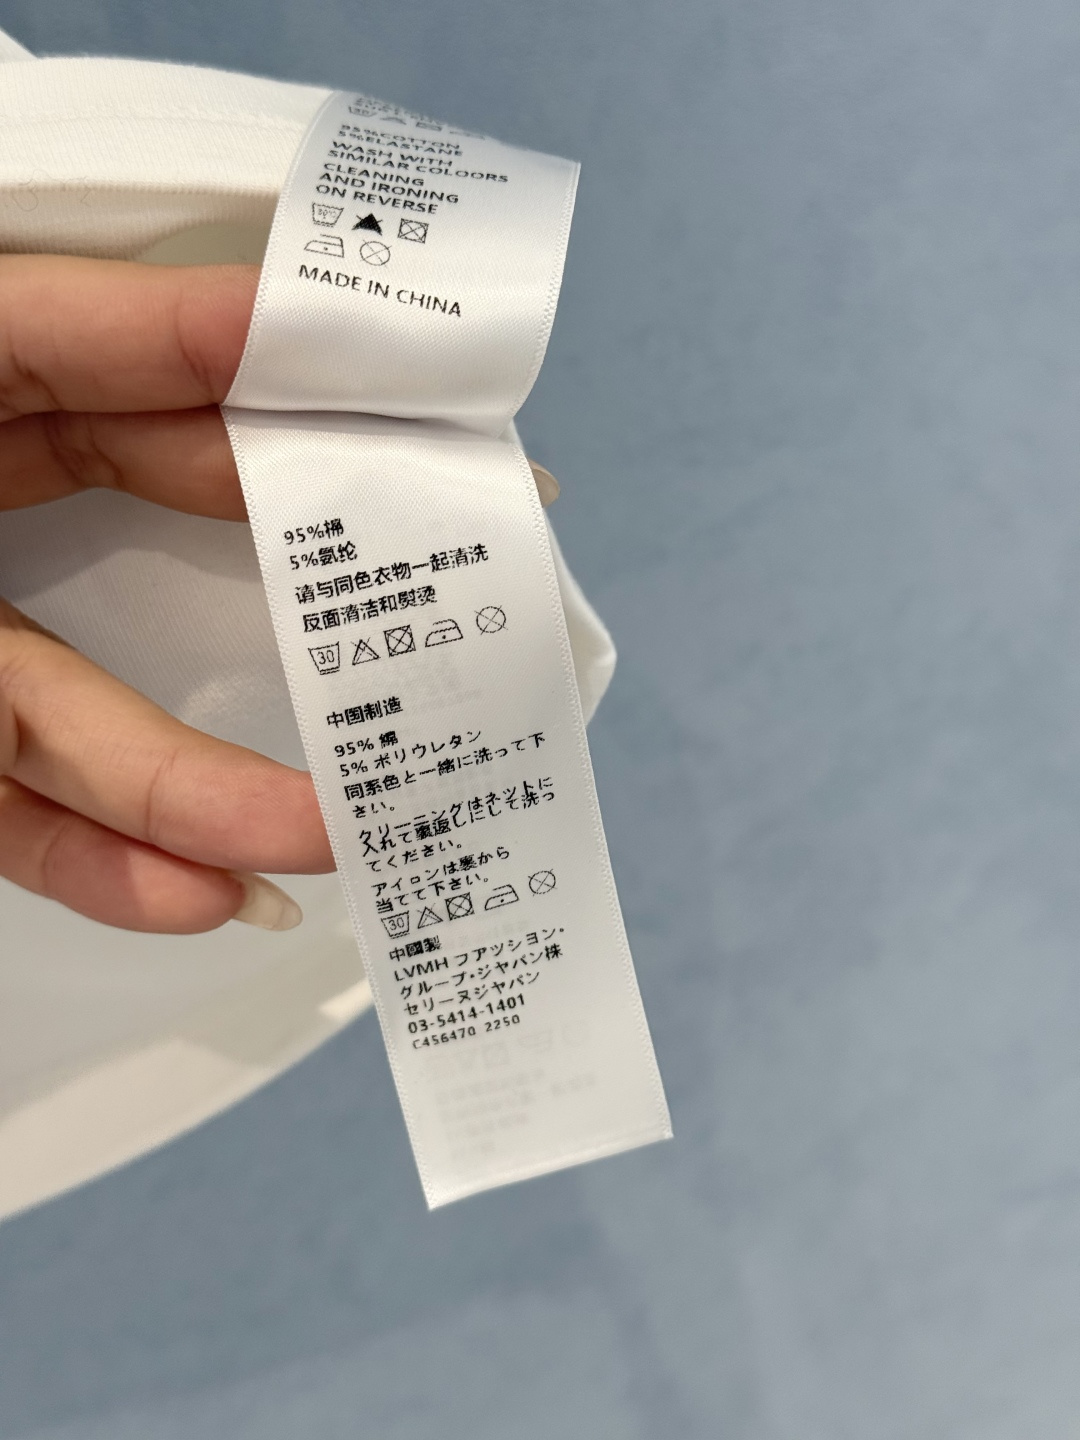 95%COTTON
5%ELASTANE
WASH WITH
SIMILAR COLOORS
CLEANING
AND IRONING
ON REVERSE
MADE IN CHINA
95%棉
5%氨纶
请与同色衣物一起清洗
反面清洁和熨烫
30
中国制造
95% 綿
5% ポリウレタン
同系色と一緒に洗って下
さい。
クリーニングはネットに
入れて裏返しにして洗っ
てください。
アイロンは裏から
当てて下さい。
30
中國製
LVMH ファッション・
グループ・ジャパン株
セリーヌジャパン
03-5414-1401
C456470 2250